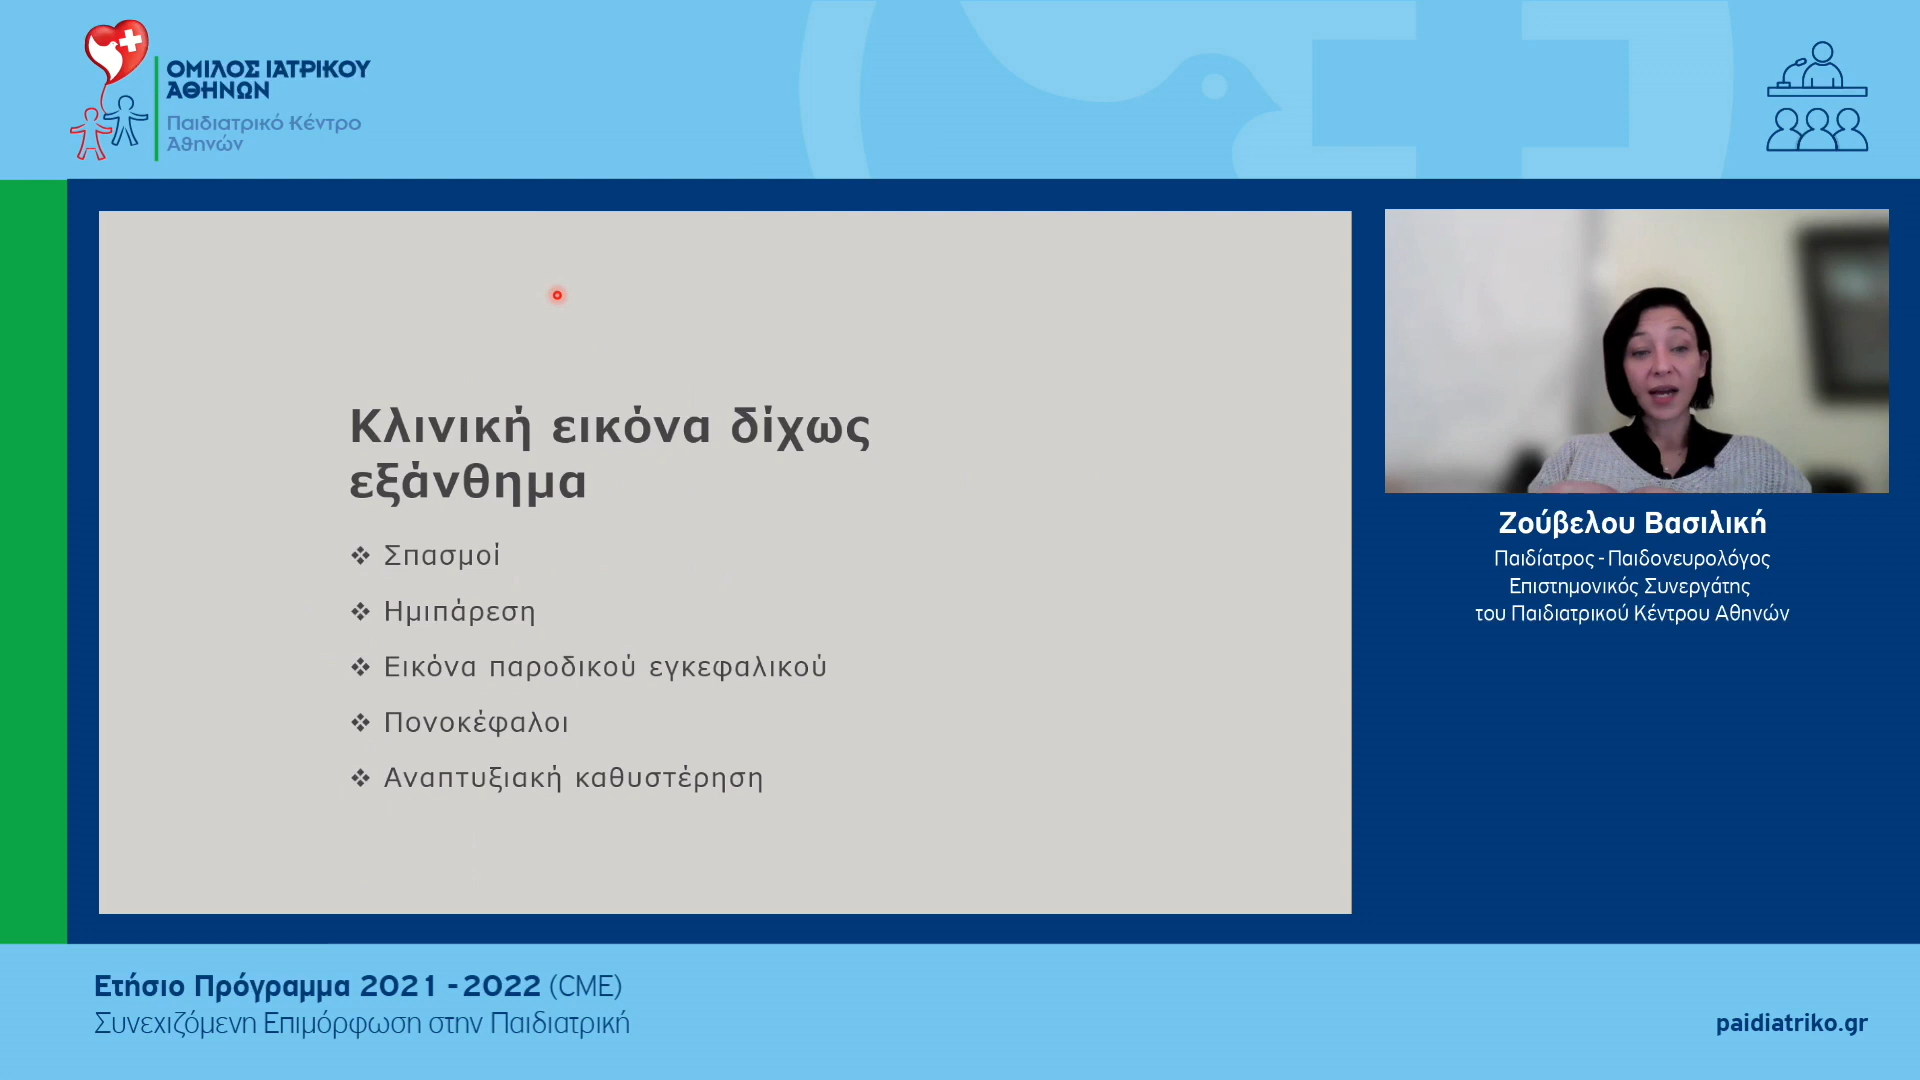 ΟΜΙΛΟΣ ΙΑΤΡΙΚΟΥ
ΑΘΗΝΩΝ
Παιδιατρικό Κέντρο
Αθηνών
Κλινική εικόνα δίχως
εξάνθημα
❖ Σπασμοί
❖ Ημιπάρεση
❖ Εικόνα παροδικού εγκεφαλικού
❖ Πονοκέφαλοι
❖ Αναπτυξιακή καθυστέρηση
Ζούβελου Βασιλική
Παιδίατρος - Παιδονευρολόγος
Επιστημονικός Συνεργάτης
του Παιδιατρικού Κέντρου Αθηνών
Ετήσιο Πρόγραμμα 2021 - 2022 (CME)
Συνεχιζόμενη Επιμόρφωση στην Παιδιατρική
paidiatriko.gr